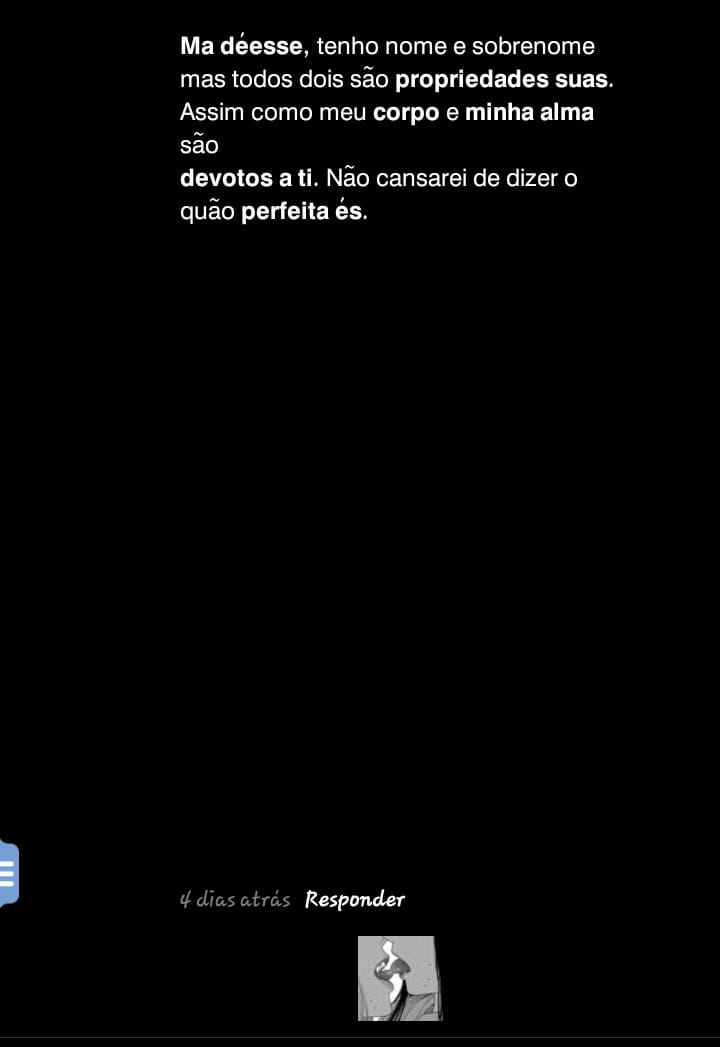 Ma déesse, tenho nome e sobrenome
mas todos dois são propriedades suas.
Assim como meu corpo e minha alma
são
devotos a ti. Não cansarei de dizer o
quão perfeita és.
4 dias atrás Responder